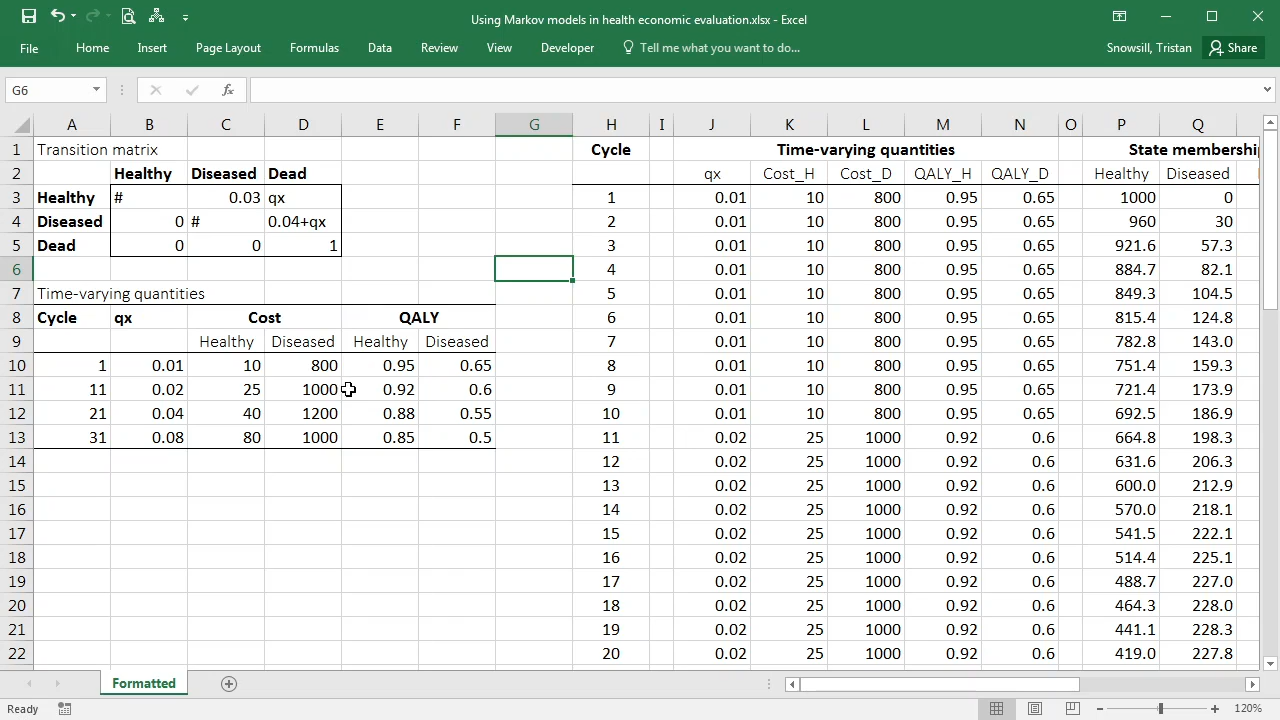 Using Markov models in health economic evaluation.xlsx - Excel
File Home Insert Page Layout Formulas Data Review View Developer Tell me what you want to do... Snowsill, Tristan Share
G6 fx
A B C D E F G H I J K L M N O P Q
1 Transition matrix Cycle Time-varying quantities State membership
2 Healthy Diseased Dead qx Cost_H Cost_D QALY_H QALY_D Healthy Diseased
3 Healthy # 0.03 qx 1 0.01 10 800 0.95 0.65 1000 0
4 Diseased 0 # 0.04+qx 2 0.01 10 800 0.95 0.65 960 30
5 Dead 0 0 1 3 0.01 10 800 0.95 0.65 921.6 57.3
6 4 0.01 10 800 0.95 0.65 884.7 82.1
7 Time-varying quantities 5 0.01 10 800 0.95 0.65 849.3 104.5
8 Cycle qx Cost QALY 6 0.01 10 800 0.95 0.65 815.4 124.8
9 Healthy Diseased Healthy Diseased 7 0.01 10 800 0.95 0.65 782.8 143.0
10 1 0.01 10 800 0.95 0.65 8 0.01 10 800 0.95 0.65 751.4 159.3
11 11 0.02 25 1000 0.92 0.6 9 0.01 10 800 0.95 0.65 721.4 173.9
12 21 0.04 40 1200 0.88 0.55 10 0.01 10 800 0.95 0.65 692.5 186.9
13 31 0.08 80 1000 0.85 0.5 11 0.02 25 1000 0.92 0.6 664.8 198.3
14 12 0.02 25 1000 0.92 0.6 631.6 206.3
15 13 0.02 25 1000 0.92 0.6 600.0 212.9
16 14 0.02 25 1000 0.92 0.6 570.0 218.1
17 15 0.02 25 1000 0.92 0.6 541.5 222.1
18 16 0.02 25 1000 0.92 0.6 514.4 225.1
19 17 0.02 25 1000 0.92 0.6 488.7 227.0
20 18 0.02 25 1000 0.92 0.6 464.3 228.0
21 19 0.02 25 1000 0.92 0.6 441.1 228.3
22 20 0.02 25 1000 0.92 0.6 419.0 227.8
Formatted
Ready 120%